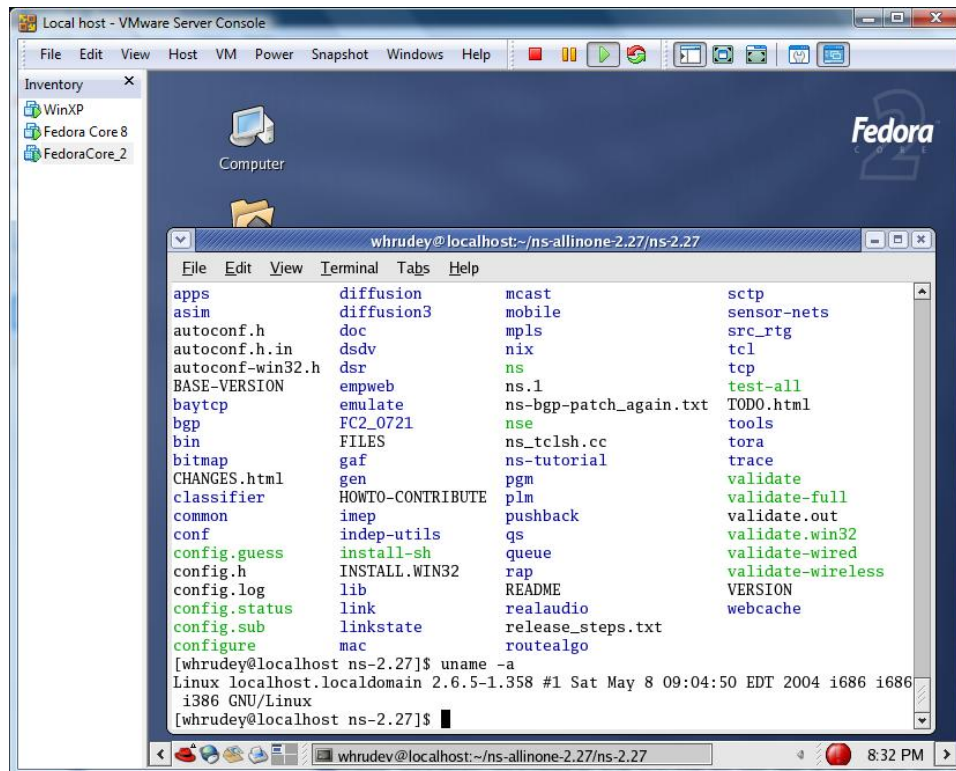 Local host - VMware Server Console
File Edit View Host VM Power Snapshot Windows Help
Inventory
WinXP
Fedora Core 8
FedoraCore_2
Computer
Fedora
CORE 2
whrudey@localhost:~/ns-allinone-2.27/ns-2.27
File Edit View Terminal Tabs Help
apps diffusion mcast sctp
asim diffusion3 mobile sensor-nets
autoconf.h doc mpls src_rtg
autoconf.h.in dsdv nix tcl
autoconf-win32.h dsr ns tcp
BASE-VERSION empweb ns.1 test-all
baytcp emulate ns-bgp-patch_again.txt TODO.html
bgp FC2_0721 nse tools
bin FILES ns_tclsh.cc tora
bitmap gaf ns-tutorial trace
CHANGES.html gen pgm validate
classifier HOWTO-CONTRIBUTE plm validate-full
common imep pushback validate.out
conf indep-utils qs validate.win32
config.guess install-sh queue validate-wired
config.h INSTALL.WIN32 rap validate-wireless
config.log lib README VERSION
config.status link realaudio webcache
config.sub linkstate release_steps.txt
configure mac routealgo
[whrudey@localhost ns-2.27]$ uname -a
Linux localhost.localdomain 2.6.5-1.358 #1 Sat May 8 09:04:50 EDT 2004 i686 i686
i386 GNU/Linux
[whrudey@localhost ns-2.27]$
whrudey@localhost:~/ns-allinone-2.27/ns-2.27
8:32 PM